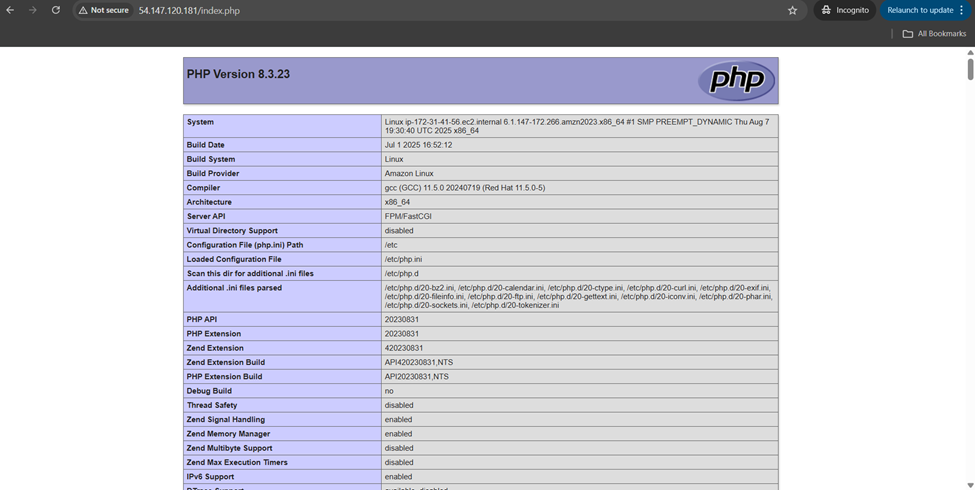 Not secure 54.147.120.181/index.php Incognito Relaunch to update
All Bookmarks
PHP Version 8.3.23
php
System Linux ip-172-31-41-56.ec2.internal 6.1.147-172.266.amzn2023.x86_64 #1 SMP PREEMPT_DYNAMIC Thu Aug 7
19:30:40 UTC 2025 x86_64
Build Date Jul 1 2025 16:52:12
Build System Linux
Build Provider Amazon Linux
Compiler gcc (GCC) 11.5.0 20240719 (Red Hat 11.5.0-5)
Architecture x86_64
Server API FPM/FastCGI
Virtual Directory Support disabled
Configuration File (php.ini) Path /etc
Loaded Configuration File /etc/php.ini
Scan this dir for additional .ini files /etc/php.d
Additional .ini files parsed /etc/php.d/20-bz2.ini, /etc/php.d/20-calendar.ini, /etc/php.d/20-ctype.ini, /etc/php.d/20-curl.ini, /etc/php.d/20-exif.ini,
/etc/php.d/20-fileinfo.ini, /etc/php.d/20-ftp.ini, /etc/php.d/20-gettext.ini, /etc/php.d/20-iconv.ini, /etc/php.d/20-phar.ini,
/etc/php.d/20-sockets.ini, /etc/php.d/20-tokenizer.ini
PHP API 20230831
PHP Extension 20230831
Zend Extension 420230831
Zend Extension Build API420230831,NTS
PHP Extension Build API20230831,NTS
Debug Build no
Thread Safety disabled
Zend Signal Handling enabled
Zend Memory Manager enabled
Zend Multibyte Support disabled
Zend Max Execution Timers disabled
IPv6 Support enabled